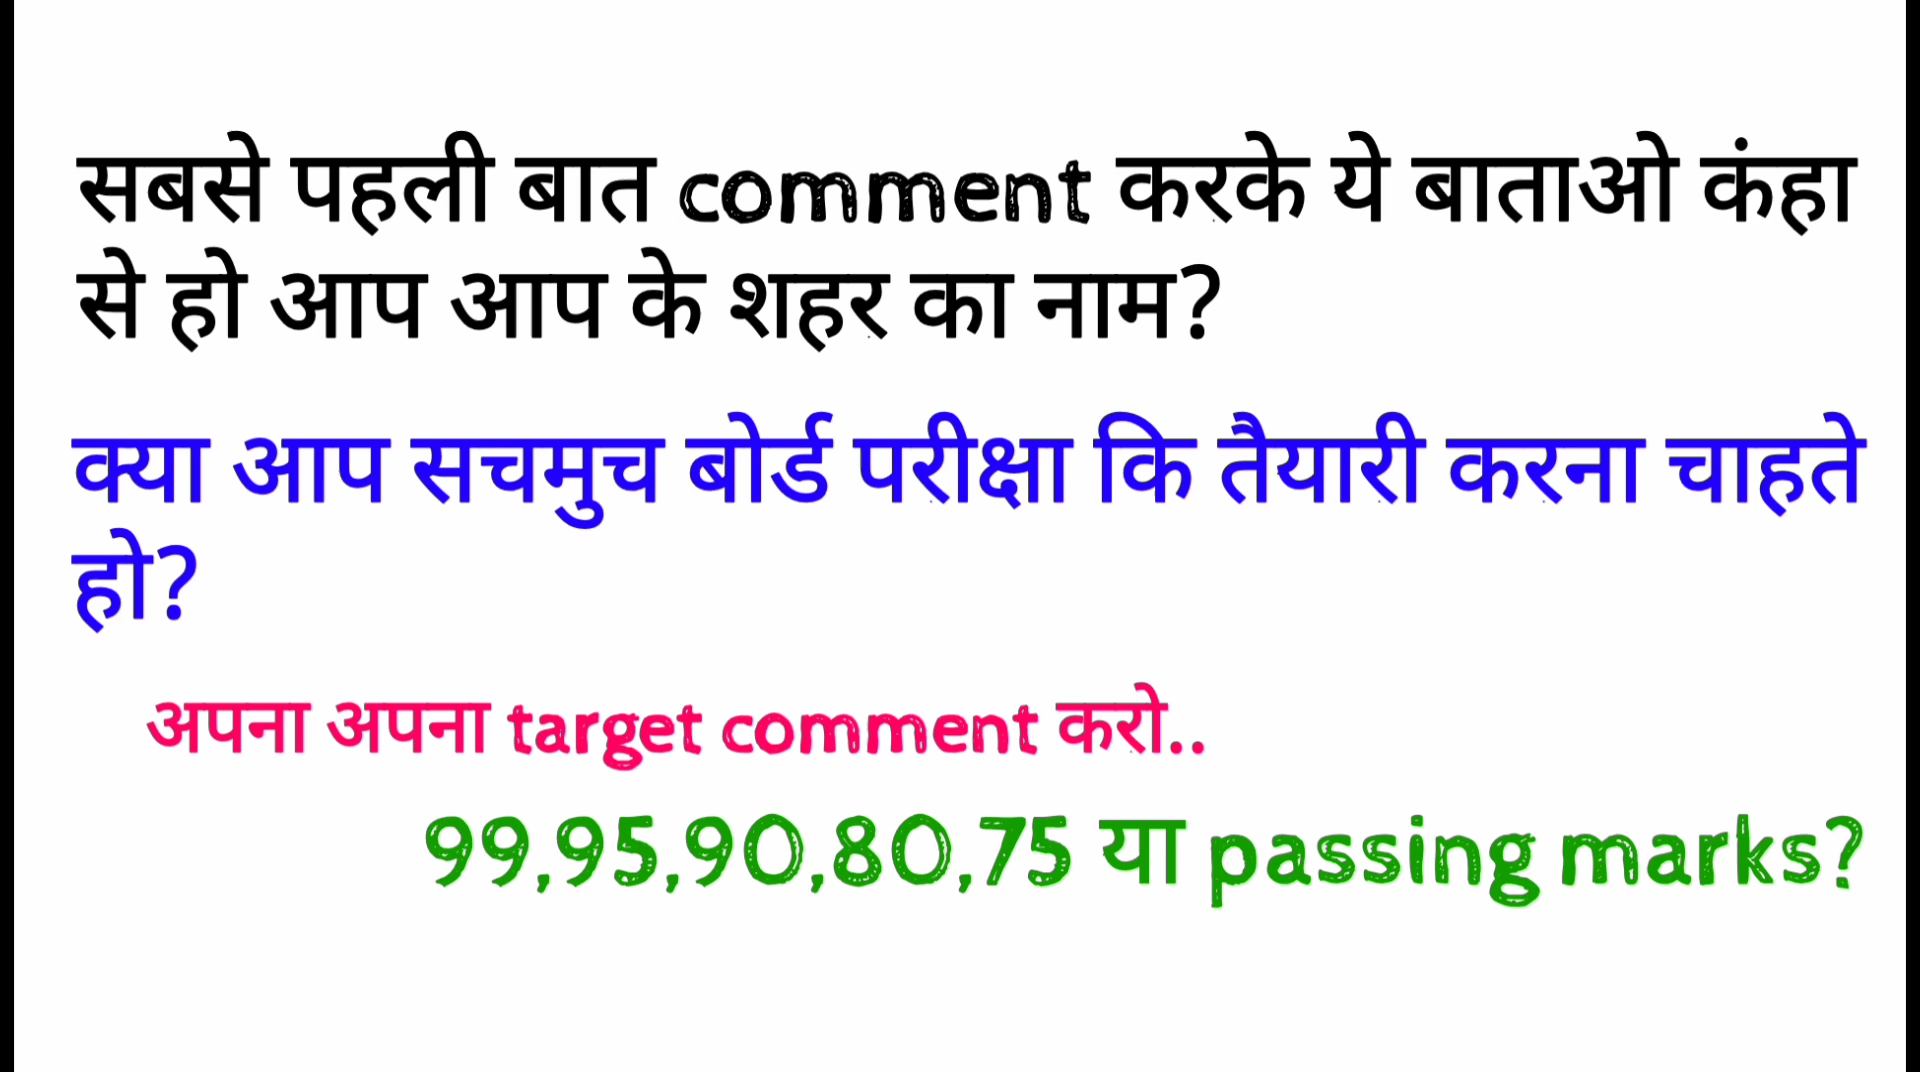 सबसे पहली बात comment करके ये बाताओ कंहा
से हो आप आप के शहर का नाम?
क्या आप सचमुच बोर्ड परीक्षा कि तैयारी करना चाहते
हो?
अपना अपना target comment करो..
99,95,90,80,75 या passing marks?